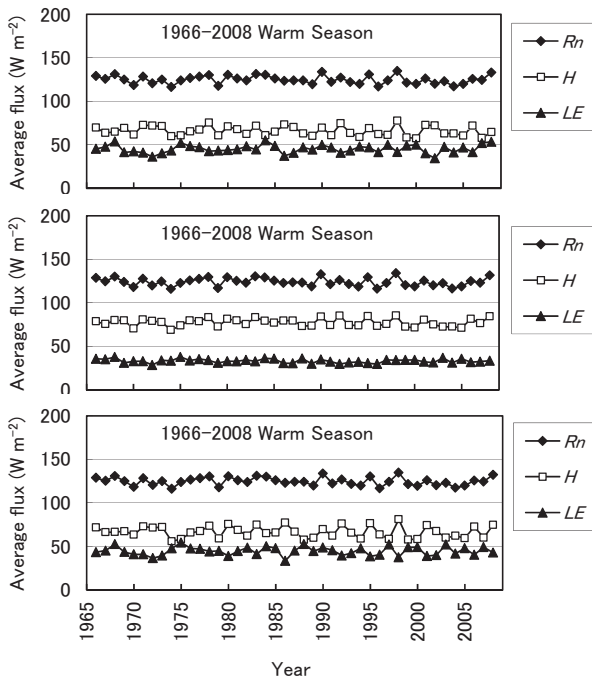 200
150
100
50
0
Average flux (W m⁻²)
1966-2008 Warm Season
Rn
H
LE
200
150
100
50
0
Average flux (W m⁻²)
1966-2008 Warm Season
Rn
H
LE
200
150
100
50
0
Average flux (W m⁻²)
1966-2008 Warm Season
Rn
H
LE
1965
1970
1975
1980
1985
1990
1995
2000
2005
Year